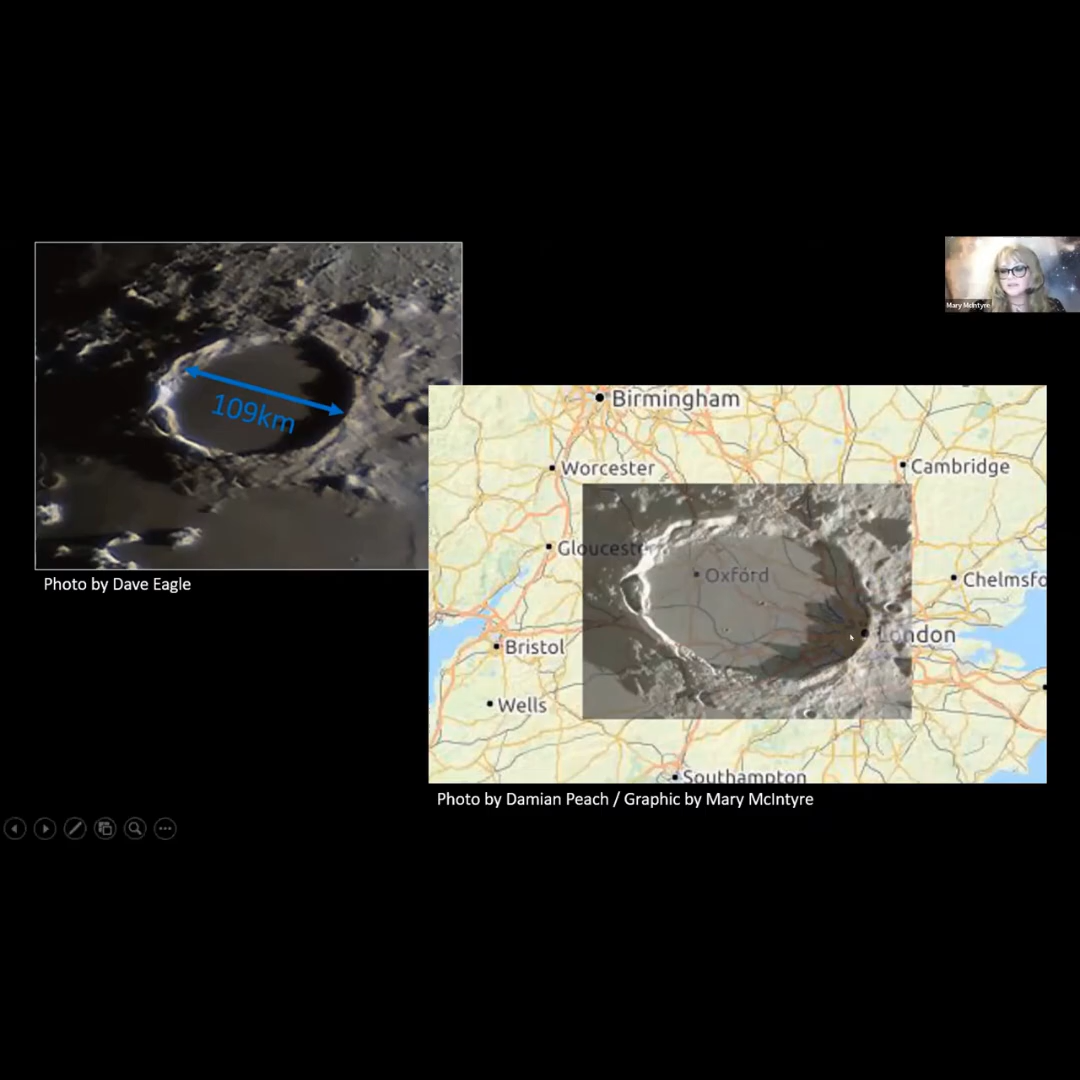 Mary McIntyre
109km
Photo by Dave Eagle
Birmingham
Worcester
Cambridge
Gloucest
Oxford
Chelmsfo
London
Bristol
Wells
Southampton
Photo by Damian Peach / Graphic by Mary McIntyre